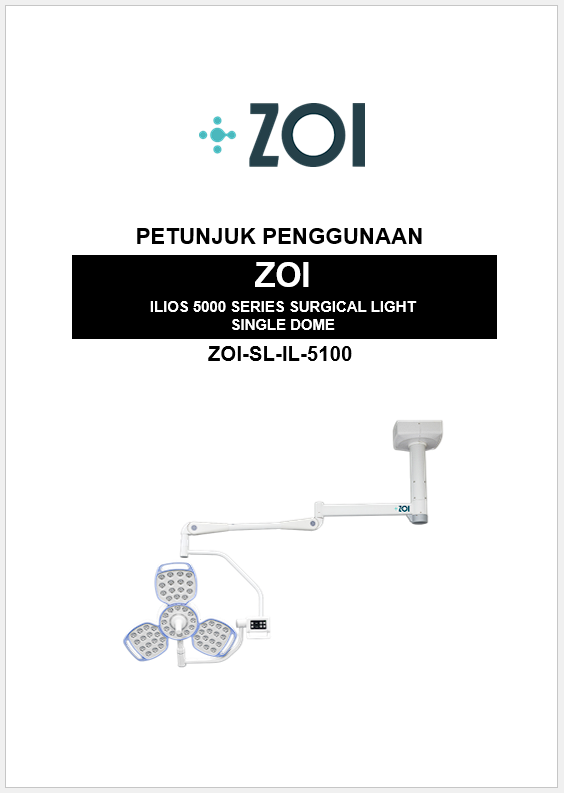 ZOI
PETUNJUK PENGGUNAAN
ZOI
ILIOS 5000 SERIES SURGICAL LIGHT
SINGLE DOME
ZOI-SL-IL-5100
ZOI